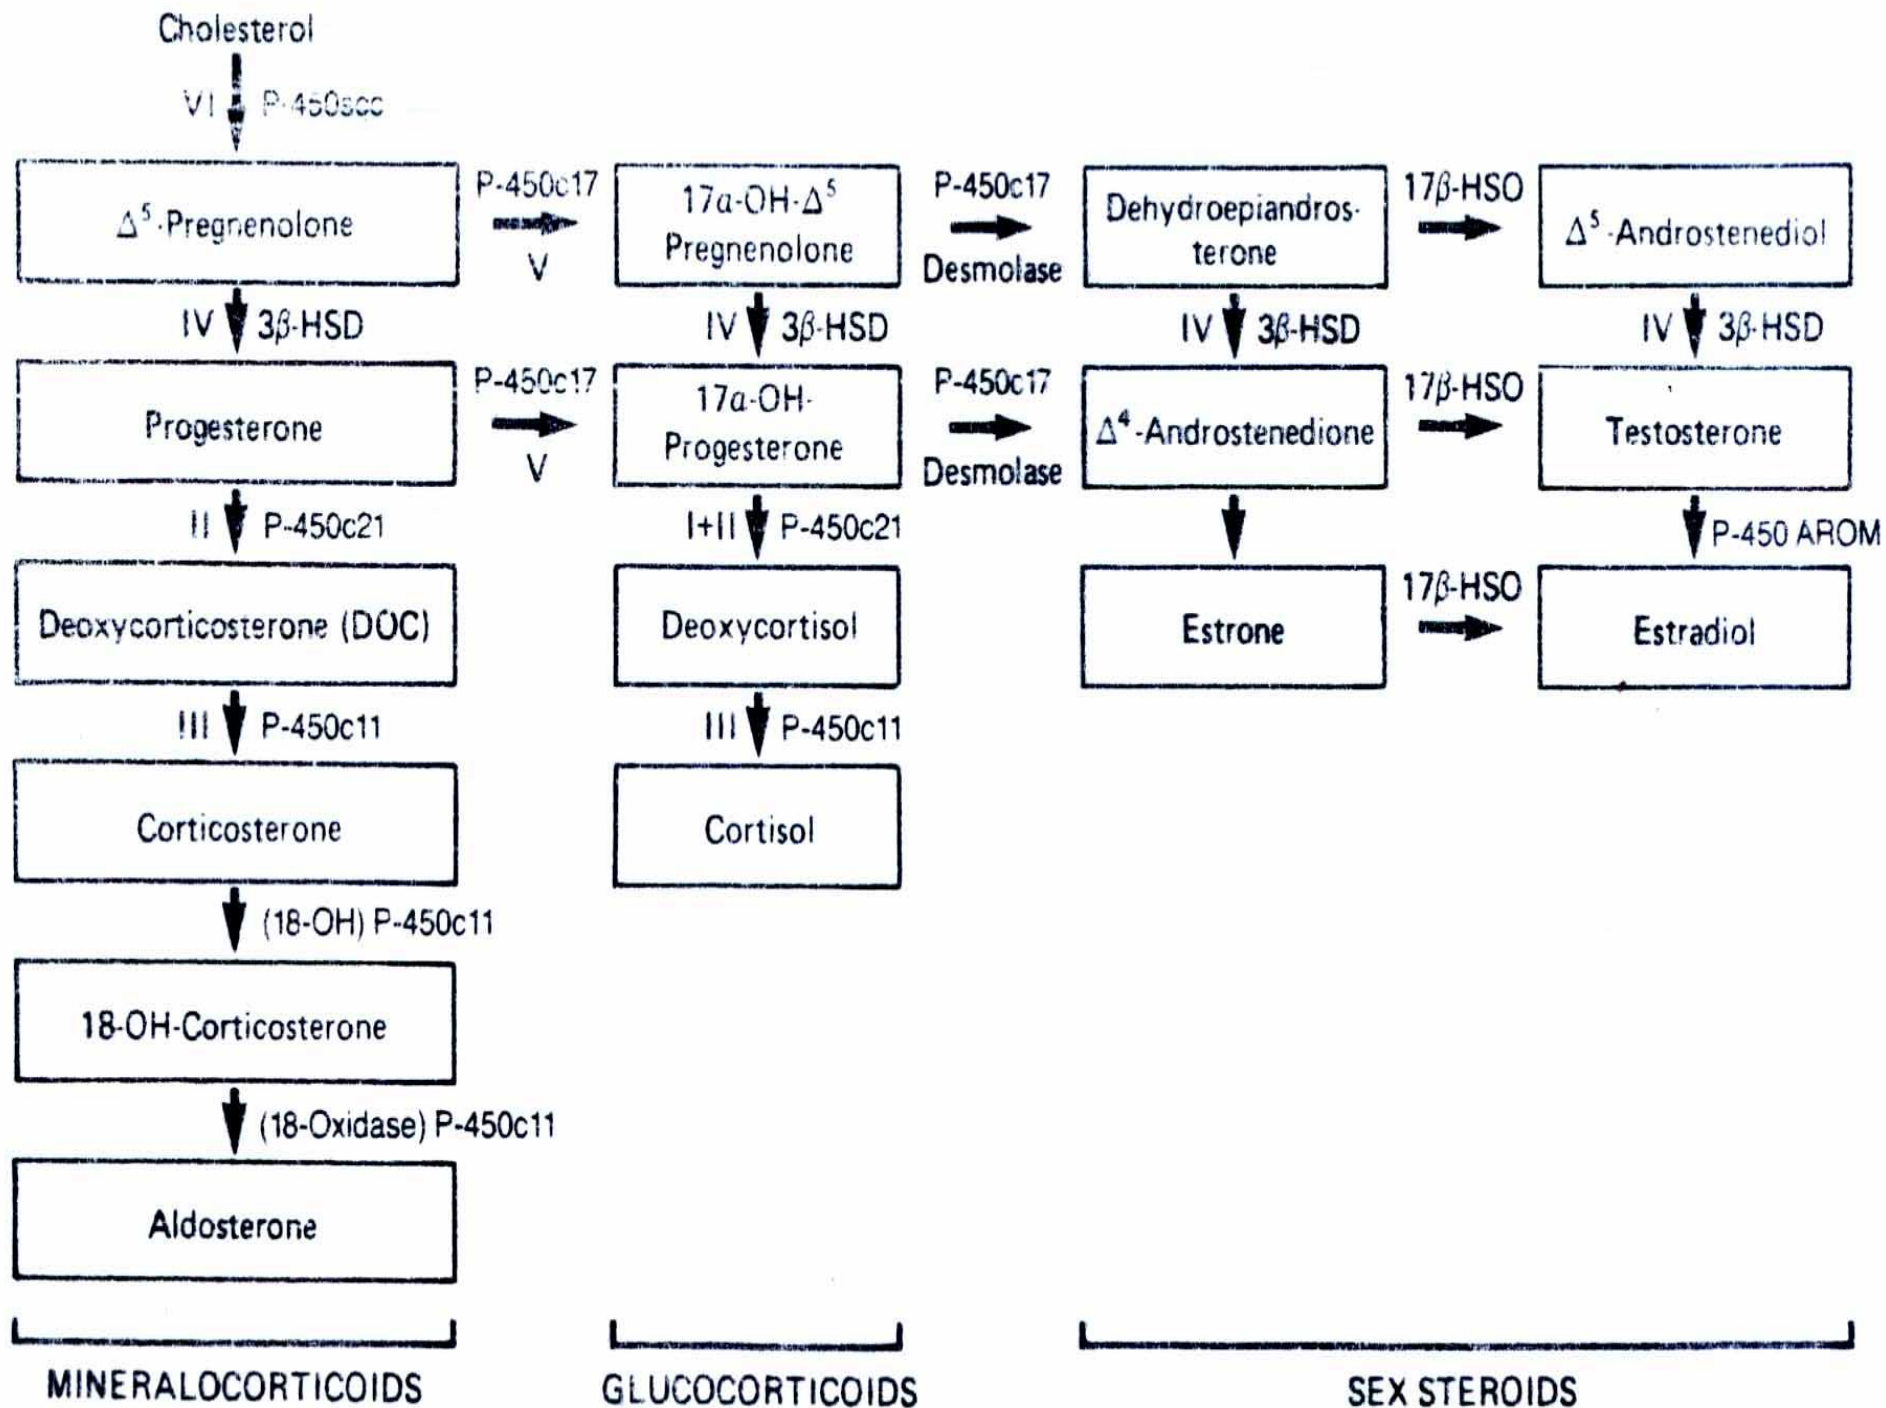 Cholesterol
VI P-450scc
Δ⁵-Pregnenolone
P-450c17
V
17α-OH-Δ⁵
Pregnenolone
P-450c17
Desmolase
Dehydroepiandros-
terone
17β-HSO
Δ⁵-Androstenediol
IV 3β-HSD
IV 3β-HSD
IV 3β-HSD
IV 3β-HSD
Progesterone
P-450c17
V
17α-OH-
Progesterone
P-450c17
Desmolase
Δ⁴-Androstenedione
17β-HSO
Testosterone
II P-450c21
I+II P-450c21
P-450 AROM
Deoxycorticosterone (DOC)
Deoxycortisol
Estrone
17β-HSO
Estradiol
III P-450c11
III P-450c11
Corticosterone
Cortisol
(18-OH) P-450c11
18-OH-Corticosterone
(18-Oxidase) P-450c11
Aldosterone
MINERALOCORTICOIDS
GLUCOCORTICOIDS
SEX STEROIDS